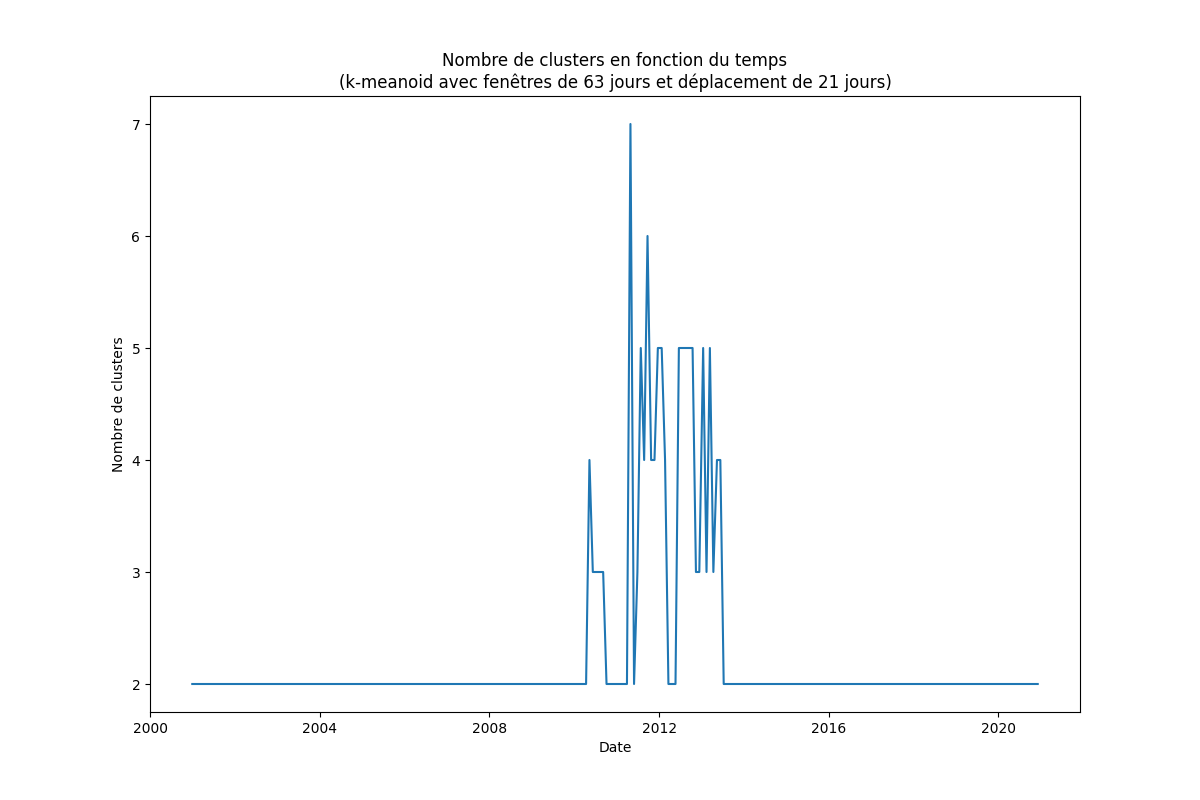 Nombre de clusters en fonction du temps
(k-meanoid avec fenêtres de 63 jours et déplacement de 21 jours)
7
6
5
4
3
2
Nombre de clusters
2000 2004 2008 2012 2016 2020
Date